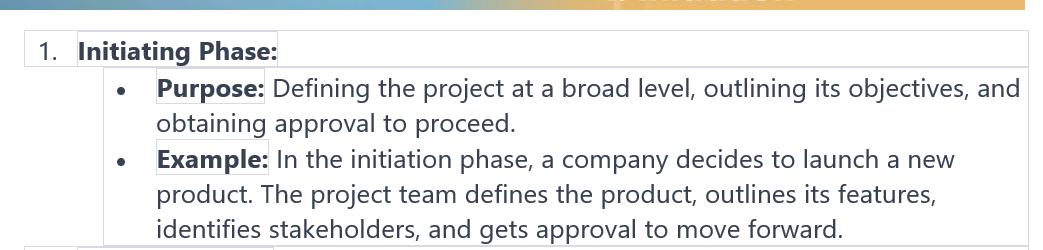 1. Initiating Phase:
• Purpose: Defining the project at a broad level, outlining its objectives, and
obtaining approval to proceed.
• Example: In the initiation phase, a company decides to launch a new
product. The project team defines the product, outlines its features,
identifies stakeholders, and gets approval to move forward.